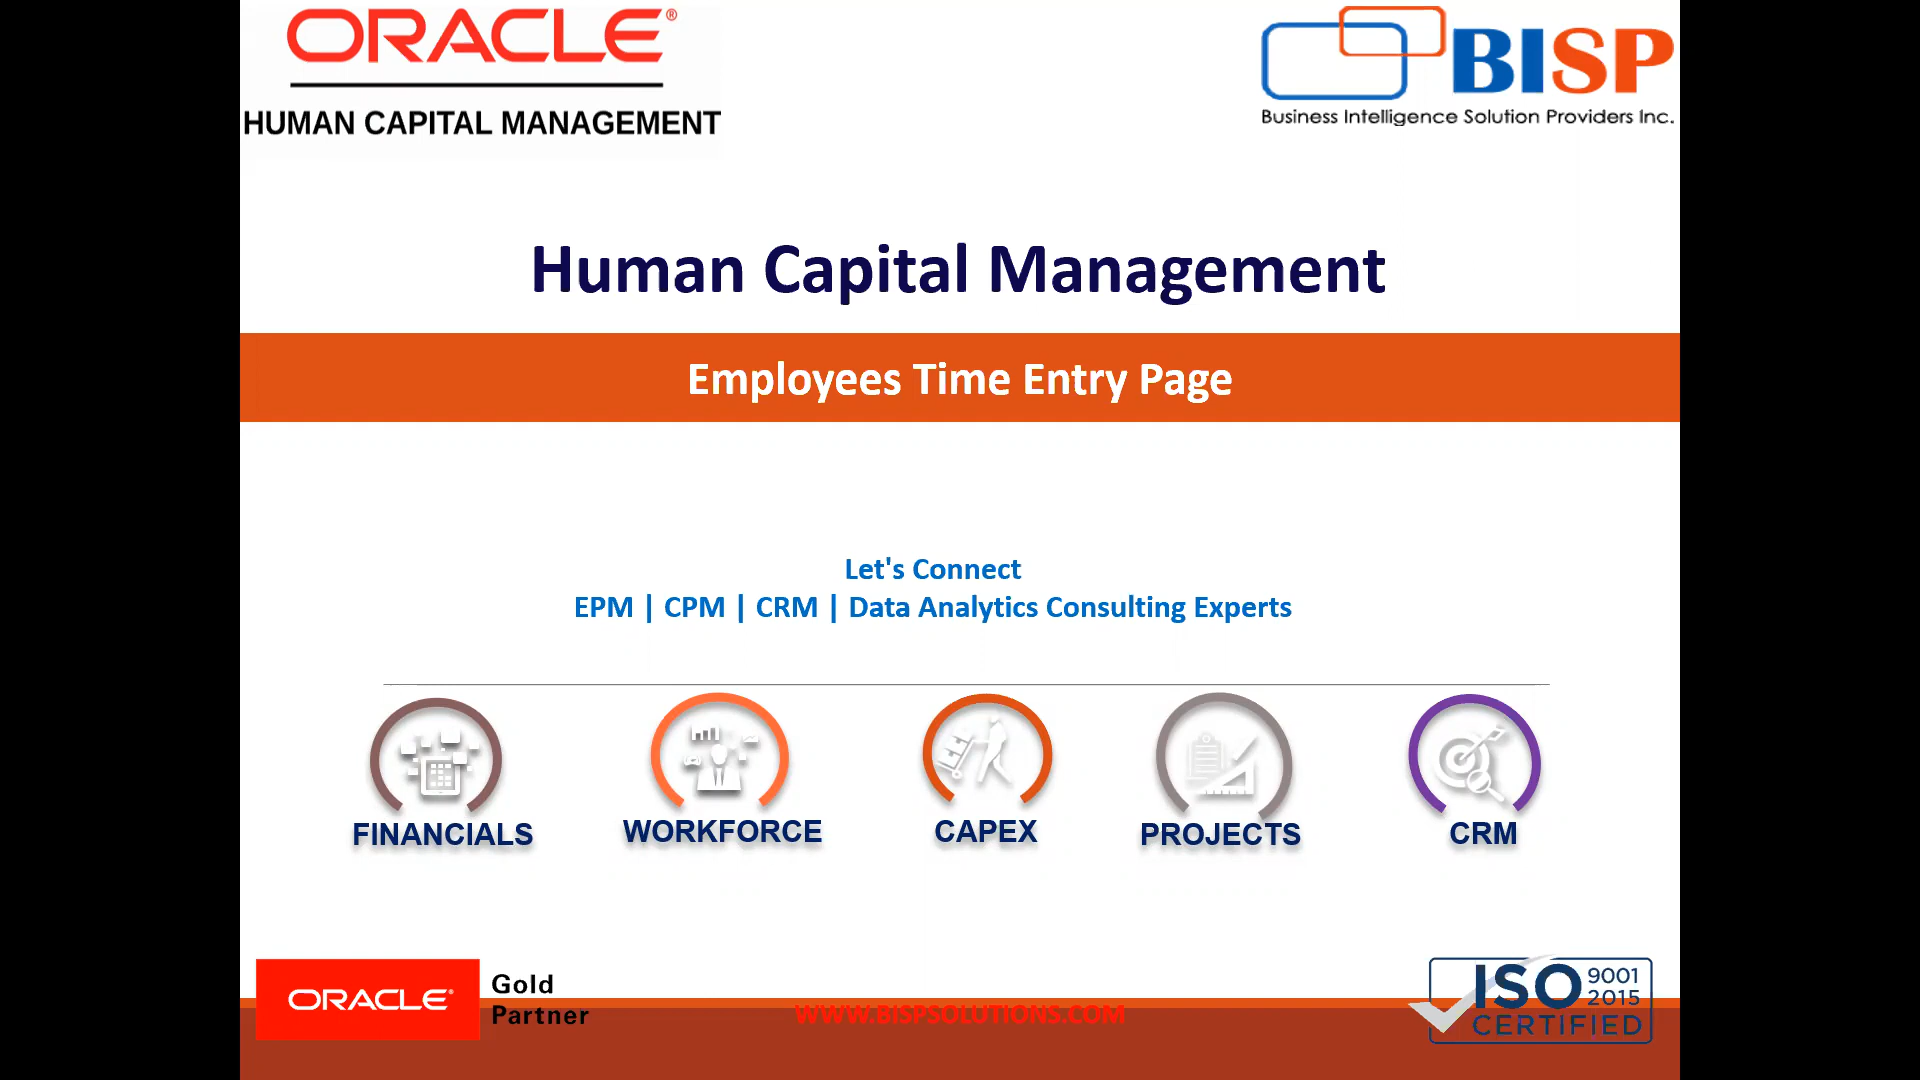 ORACLE®
HUMAN CAPITAL MANAGEMENT
BISP
Business Intelligence Solution Providers Inc.
Human Capital Management
Employees Time Entry Page
Let's Connect
EPM | CPM | CRM | Data Analytics Consulting Experts
FINANCIALS
WORKFORCE
CAPEX
PROJECTS
CRM
ORACLE®
Gold
Partner
WWW.BISPSOLUTIONS.COM
ISO 9001
2015
CERTIFIED